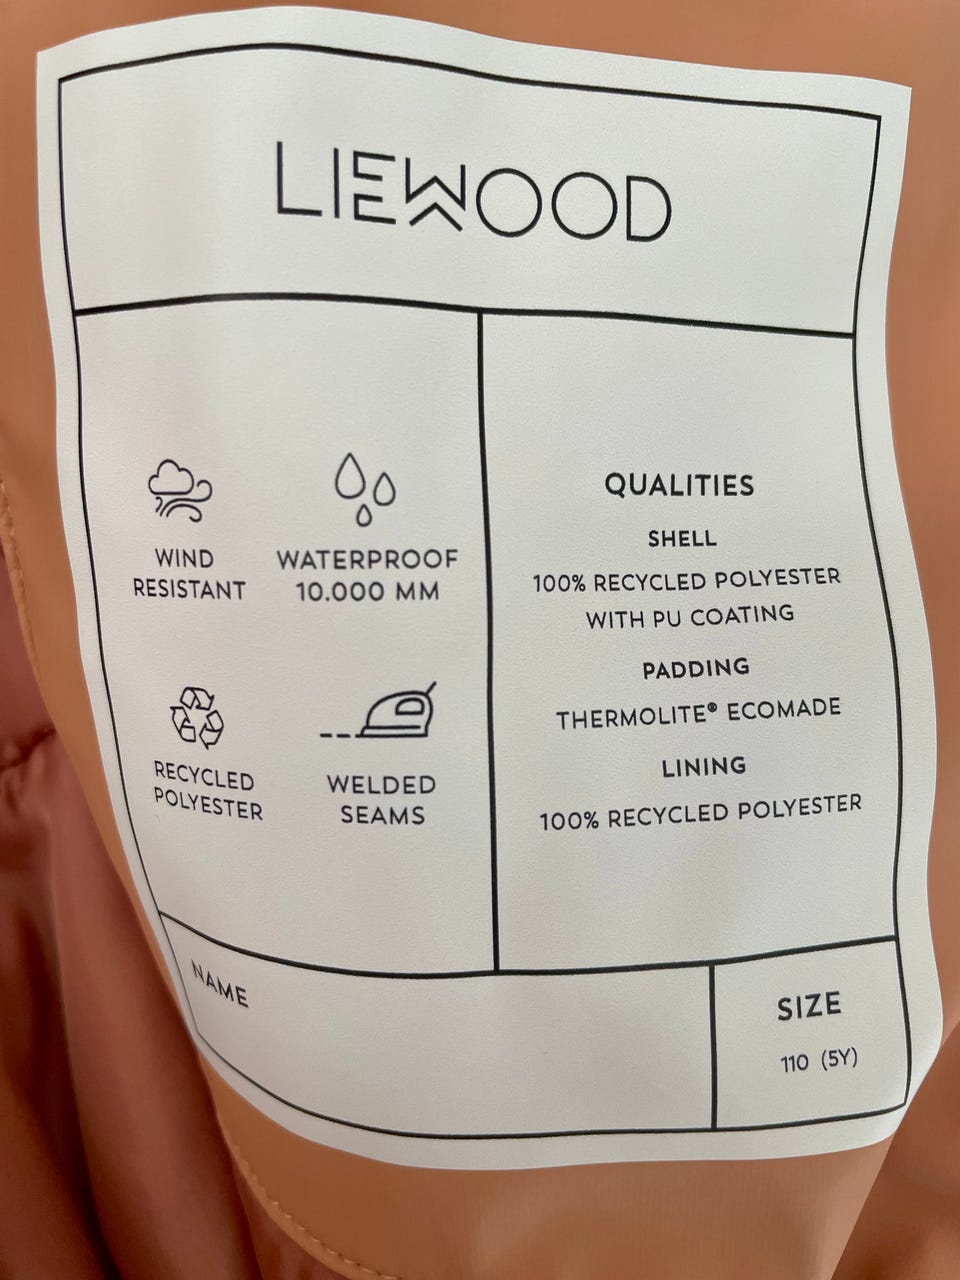 LIEWOOD
WIND
RESISTANT
WATERPROOF
10.000 MM
RECYCLED
POLYESTER
WELDED
SEAMS
QUALITIES
SHELL
100% RECYCLED POLYESTER
WITH PU COATING
PADDING
THERMOLITE® ECOMADE
LINING
100% RECYCLED POLYESTER
NAME
SIZE
110 (5Y)